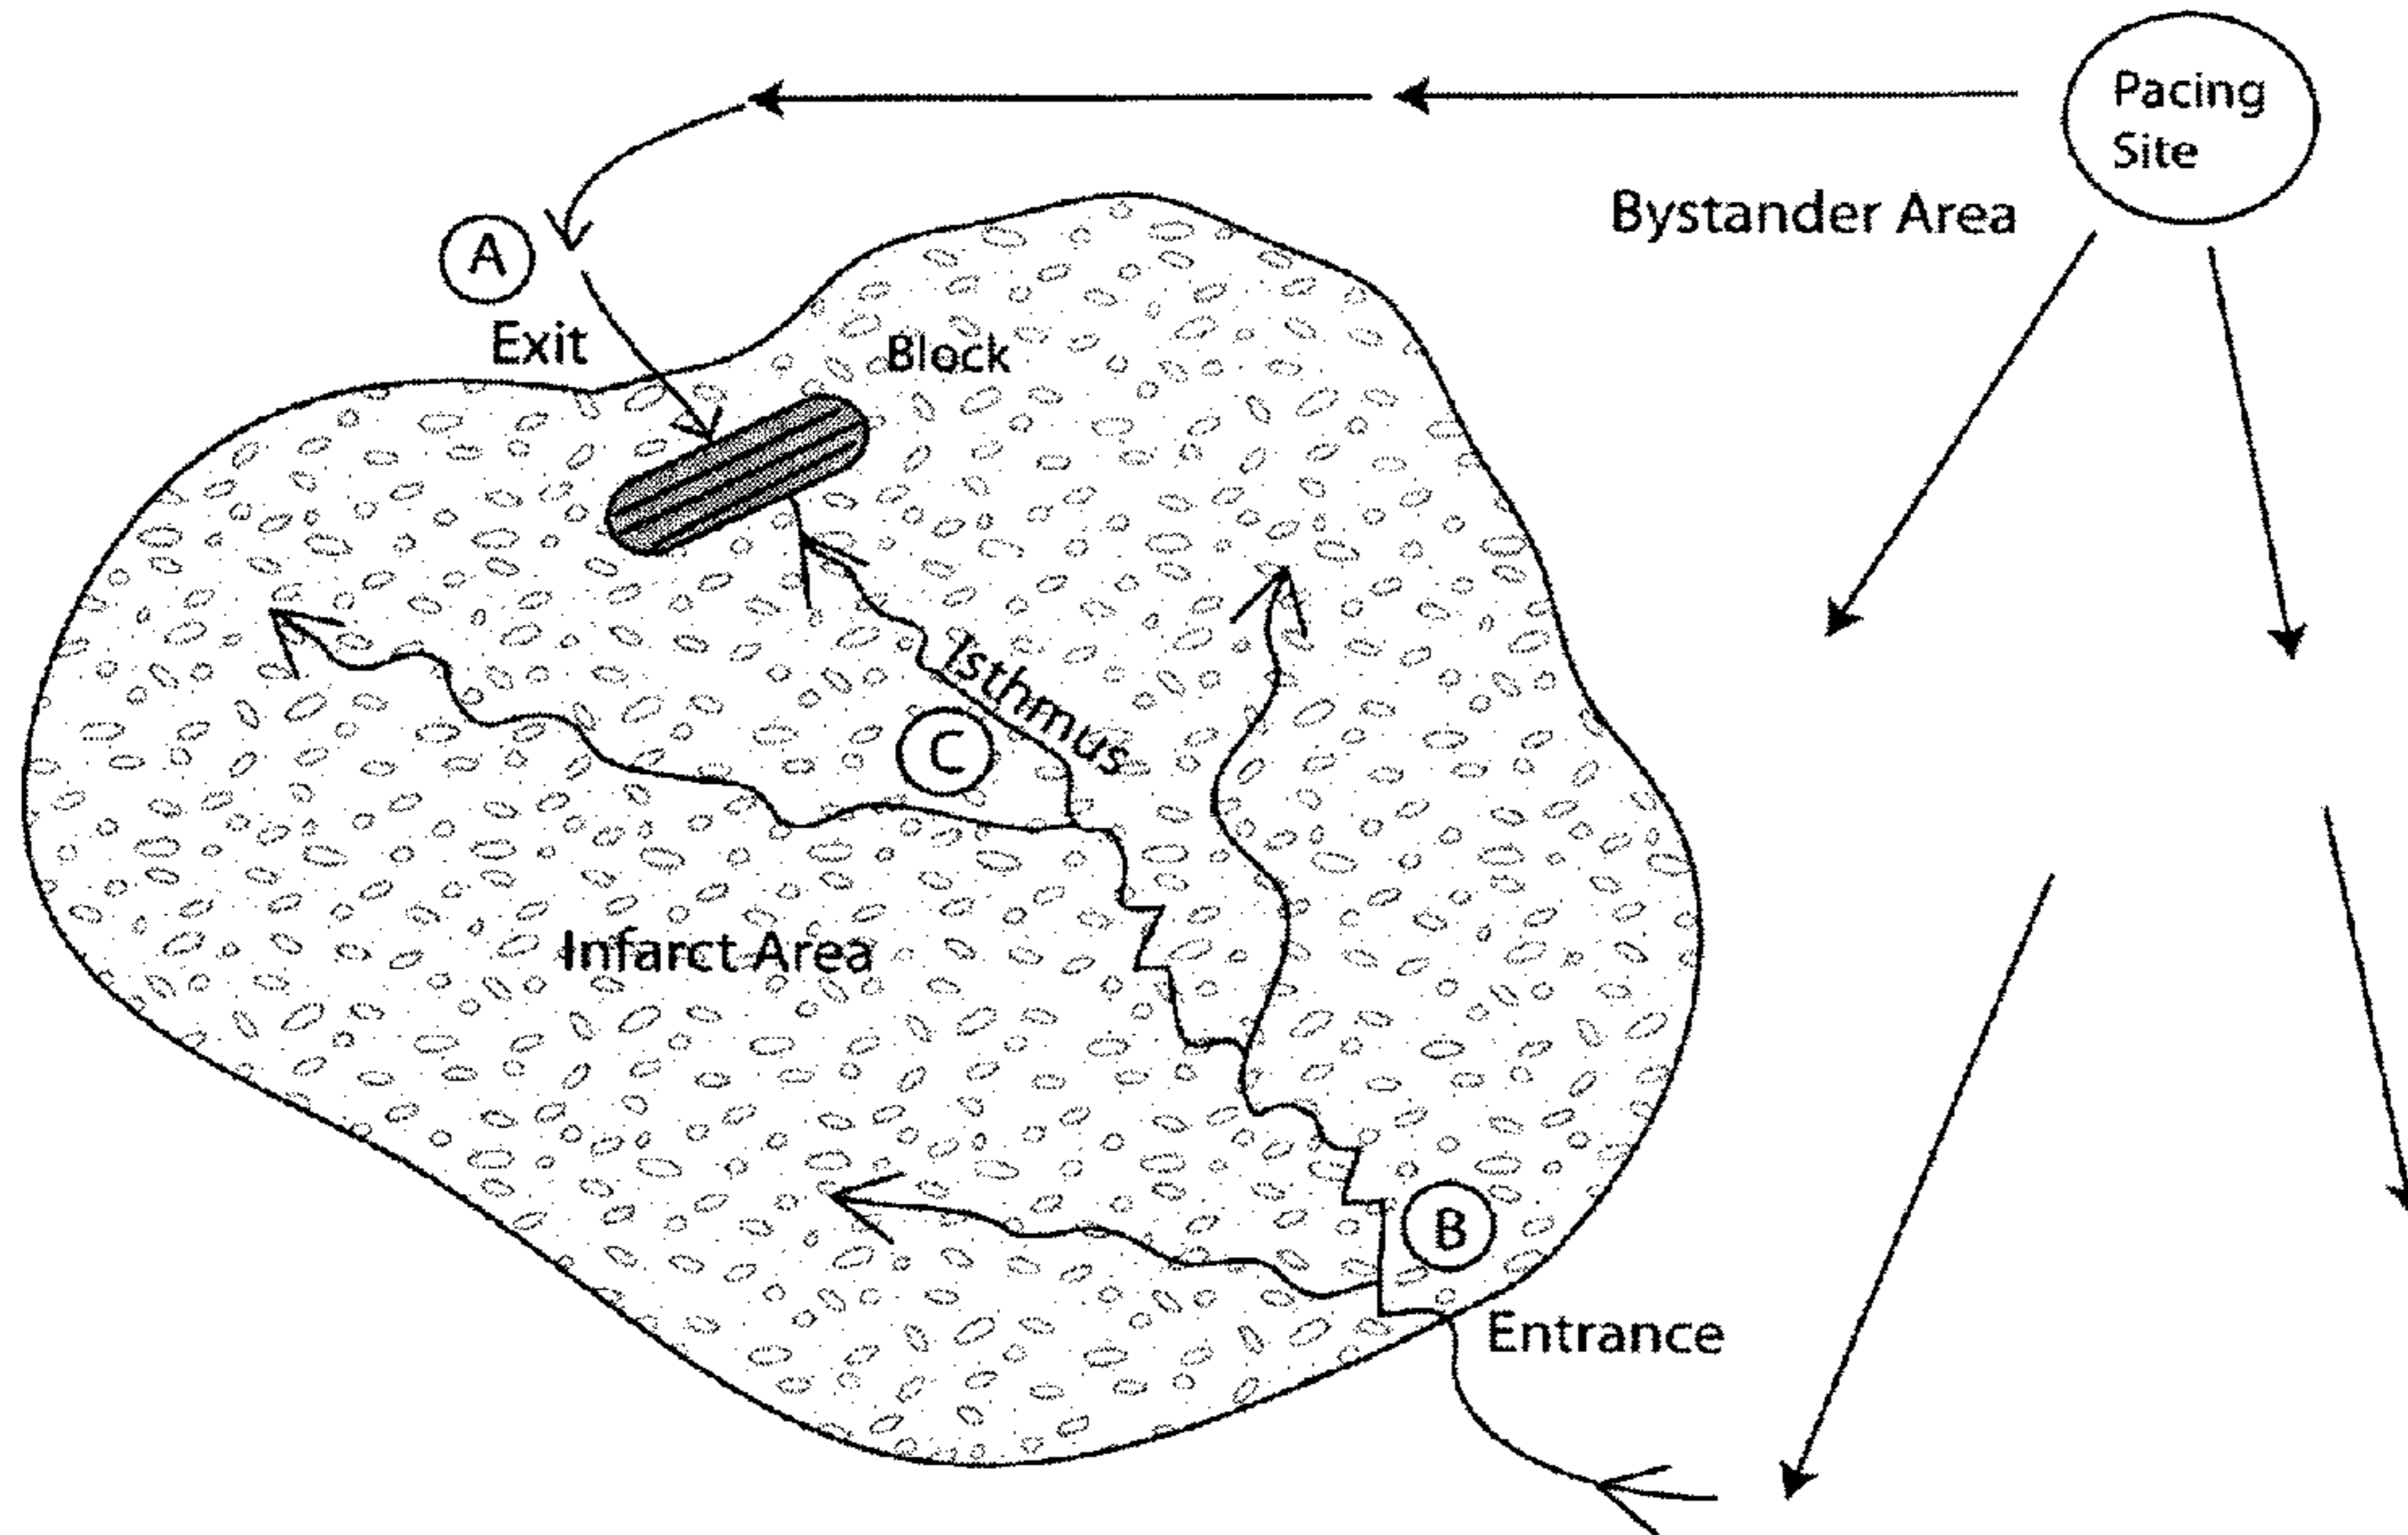 Pacing
Site
Bystander Area
A
Exit
Block
Isthmus
C
Infarct Area
B
Entrance